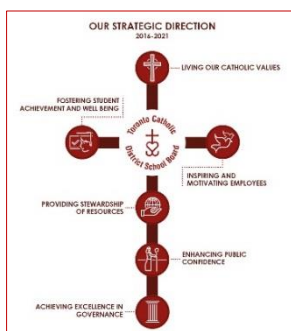 OUR STRATEGIC DIRECTION
2016-2021
LIVING OUR CATHOLIC VALUES
FOSTERING STUDENT
ACHIEVEMENT AND WELL BEING
Toronto Catholic
District School Board
INSPIRING AND
MOTIVATING EMPLOYEES
PROVIDING STEWARDSHIP
OF RESOURCES
ENHANCING PUBLIC
CONFIDENCE
ACHIEVING EXCELLENCE IN
GOVERNANCE